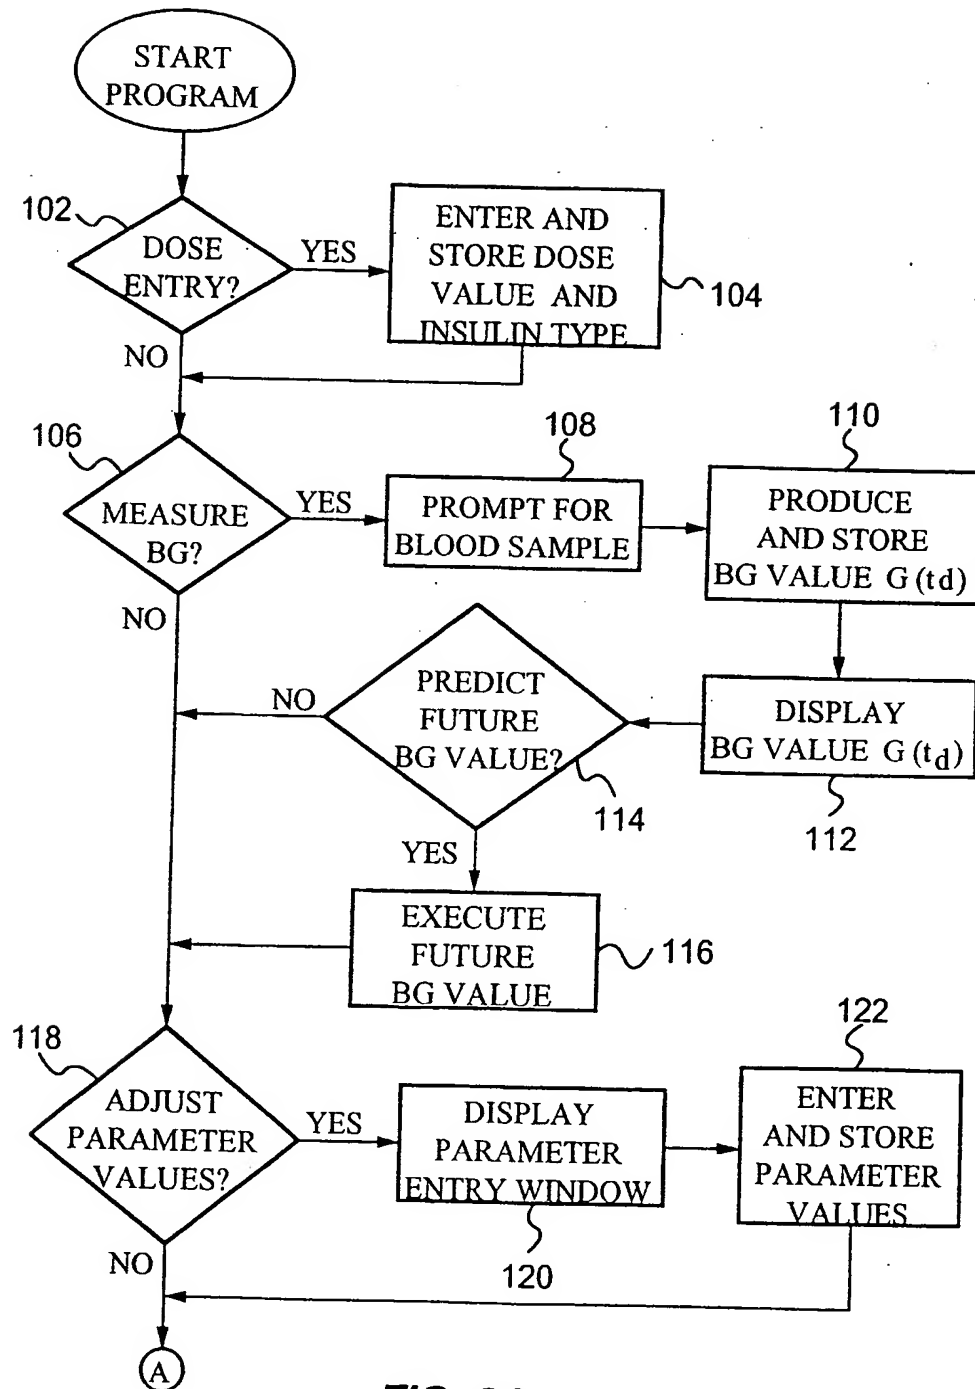 START
PROGRAM
102
DOSE
ENTRY?
YES
ENTER AND
STORE DOSE
VALUE AND
INSULIN TYPE
104
NO
106
MEASURE
BG?
YES
108
PROMPT FOR
BLOOD SAMPLE
110
PRODUCE
AND STORE
BG VALUE G (td)
NO
PREDICT
FUTURE
BG VALUE?
NO
114
DISPLAY
BG VALUE G (td)
112
YES
EXECUTE
FUTURE
BG VALUE
116
118
ADJUST
PARAMETER
VALUES?
YES
DISPLAY
PARAMETER
ENTRY WINDOW
120
122
ENTER
AND STORE
PARAMETER
VALUES
NO
A